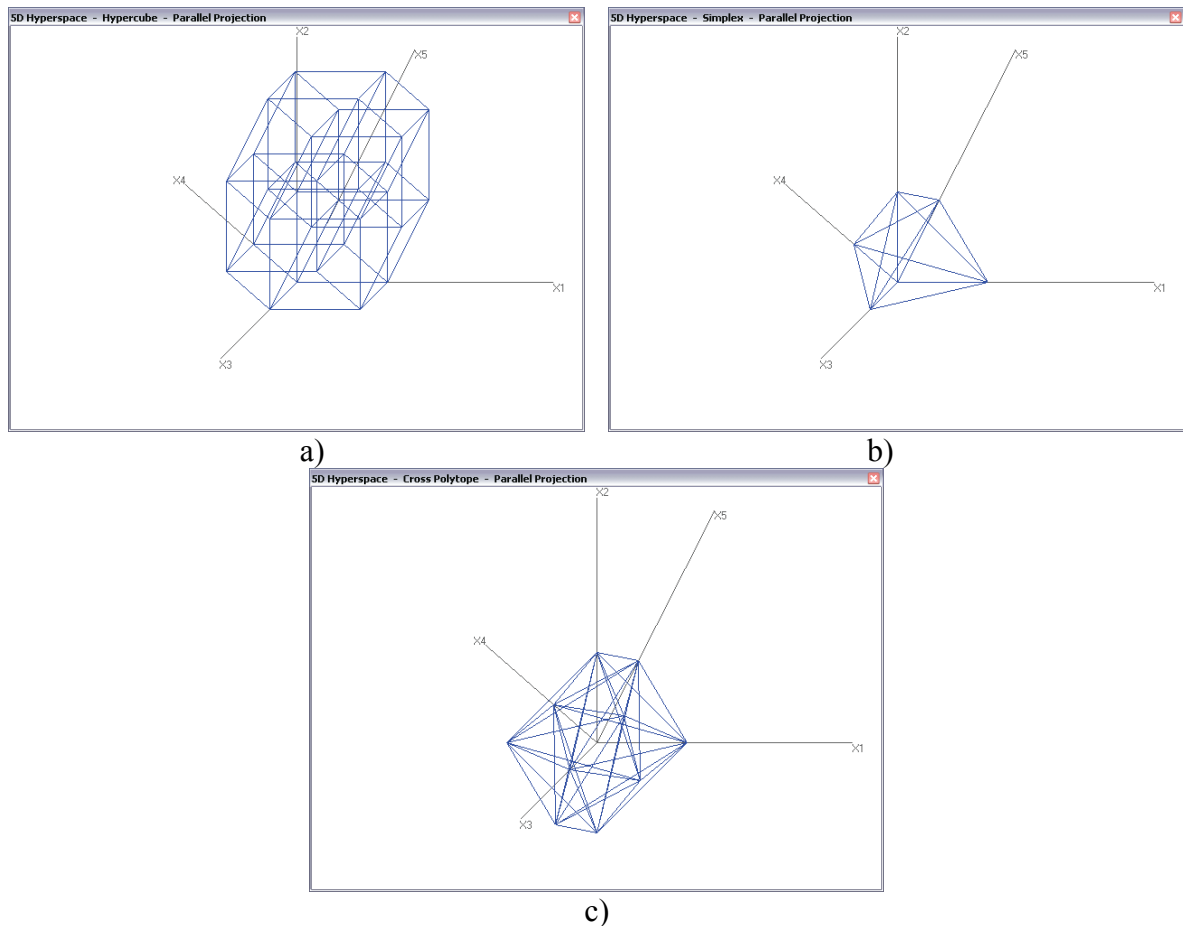 5D Hyperspace - Hypercube - Parallel Projection
X2
X5
X4
X1
X3
a)
5D Hyperspace - Simplex - Parallel Projection
X2
X5
X4
X1
X3
b)
5D Hyperspace - Cross Polytope - Parallel Projection
X2
X5
X4
X1
X3
c)